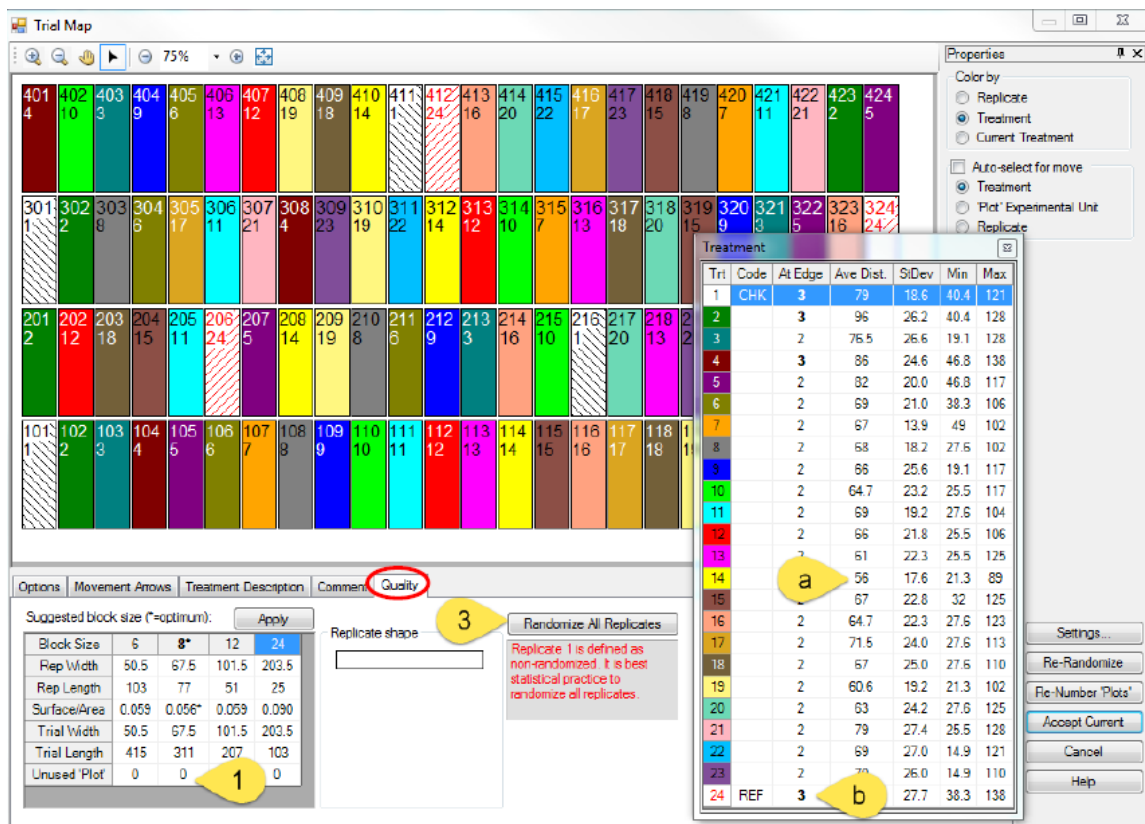 Trial Map
75%
401 402 403 404 405 406 407 408 409 410 411 412 413 414 415 416 417 418 419 420 421 422 423 424
4 10 3 9 6 13 12 19 18 14 1 24 16 20 22 17 23 15 8 7 11 21 2 5
301 302 303 304 305 306 307 308 309 310 311 312 313 314 315 316 317 318 319 320 321 322 323 324
1 2 8 6 17 11 21 4 23 19 22 14 12 10 7 13 18 20 15 9 3 5 16 24
201 202 203 204 205 206 207 208 209 210 211 212 213 214 215 216 217 218
2 12 18 15 11 24 5 14 19 8 6 9 3 16 10 1 20 13
101 102 103 104 105 106 107 108 109 110 111 112 113 114 115 116 117 118
1 2 3 4 5 6 7 8 9 10 11 12 13 14 15 16 17 18
Properties
Color by
Replicate
Treatment
Current Treatment
Auto-select for move
Treatment
'Plot' Experimental Unit
Replicate
Treatment
Trt Code At Edge Ave Dist. StDev Min Max
1 CHK 3 79 18.6 40.4 121
2 3 96 26.2 40.4 128
3 2 76.5 26.6 19.1 128
4 3 86 24.6 46.8 138
5 2 82 20.0 46.8 117
6 2 69 21.0 38.3 106
7 2 67 13.9 49 102
8 2 68 18.2 27.6 102
9 2 66 25.6 19.1 117
10 2 64.7 23.2 25.5 117
11 2 69 19.2 27.6 104
12 2 66 21.8 25.5 106
13 2 61 22.3 25.5 125
14 a 56 17.6 21.3 89
15 2 67 22.8 32 125
16 2 64.7 22.3 27.6 123
17 2 71.5 24.0 27.6 113
18 2 67 25.0 27.6 110
19 2 60.6 19.2 21.3 102
20 2 63 24.2 27.6 125
21 2 79 27.4 25.5 128
22 2 69 27.0 14.9 121
23 2 26.0 14.9 110
24 REF 3 b 27.7 38.3 138
Options Movement Arrows Treatment Description Comment Quality
Suggested block size (*=optimum): Apply
Block Size 6 8* 12 24
Rep Width 50.5 67.5 101.5 203.5
Rep Length 103 77 51 25
Surface/Area 0.059 0.056* 0.059 0.090
Trial Width 50.5 67.5 101.5 203.5
Trial Length 415 311 207 103
Unused 'Plot' 0 0 0
1
Replicate shape
3
Randomize All Replicates
Replicate 1 is defined as
non-randomized. It is best
statistical practice to
randomize all replicates.
Settings...
Re-Randomize
Re-Number 'Plots'
Accept Current
Cancel
Help